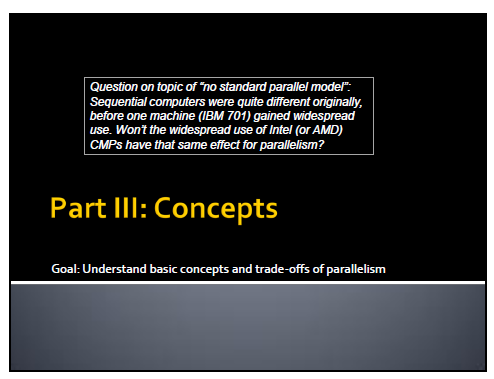 Question on topic of “no standard parallel model”:
Sequential computers were quite different originally,
before one machine (IBM 701) gained widespread
use. Won't the widespread use of Intel (or AMD)
CMPs have that same effect for parallelism?
Part III: Concepts
Goal: Understand basic concepts and trade-offs of parallelism